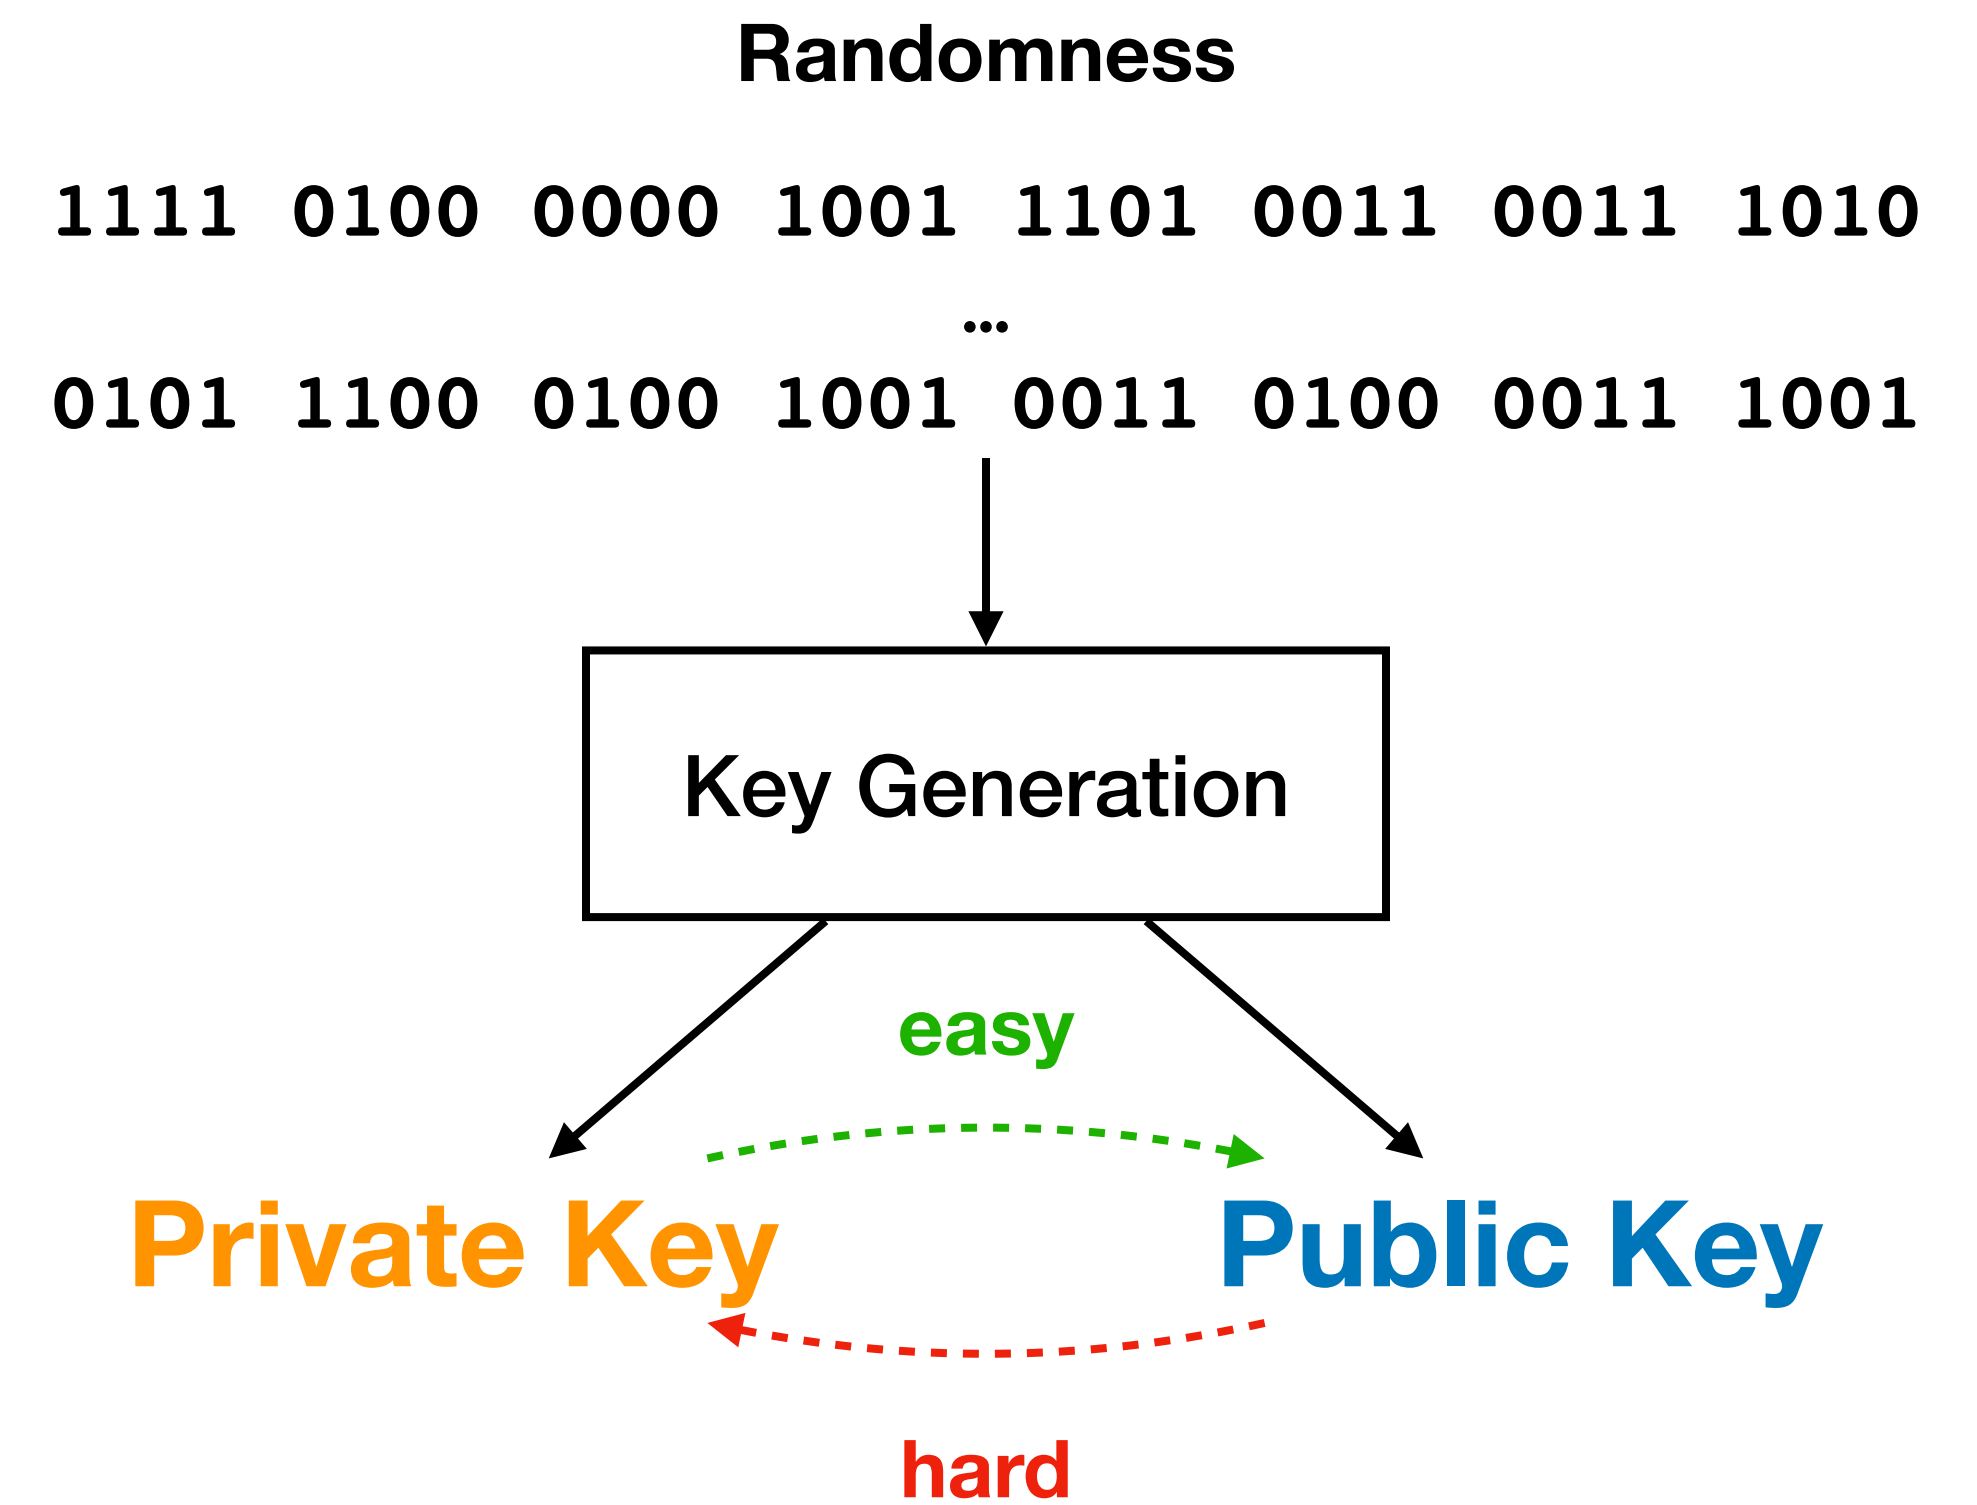 Randomness
1111 0100 0000 1001 1101 0011 0011 1010
...
0101 1100 0100 1001 0011 0100 0011 1001
Key Generation
easy
Private Key Public Key
hard